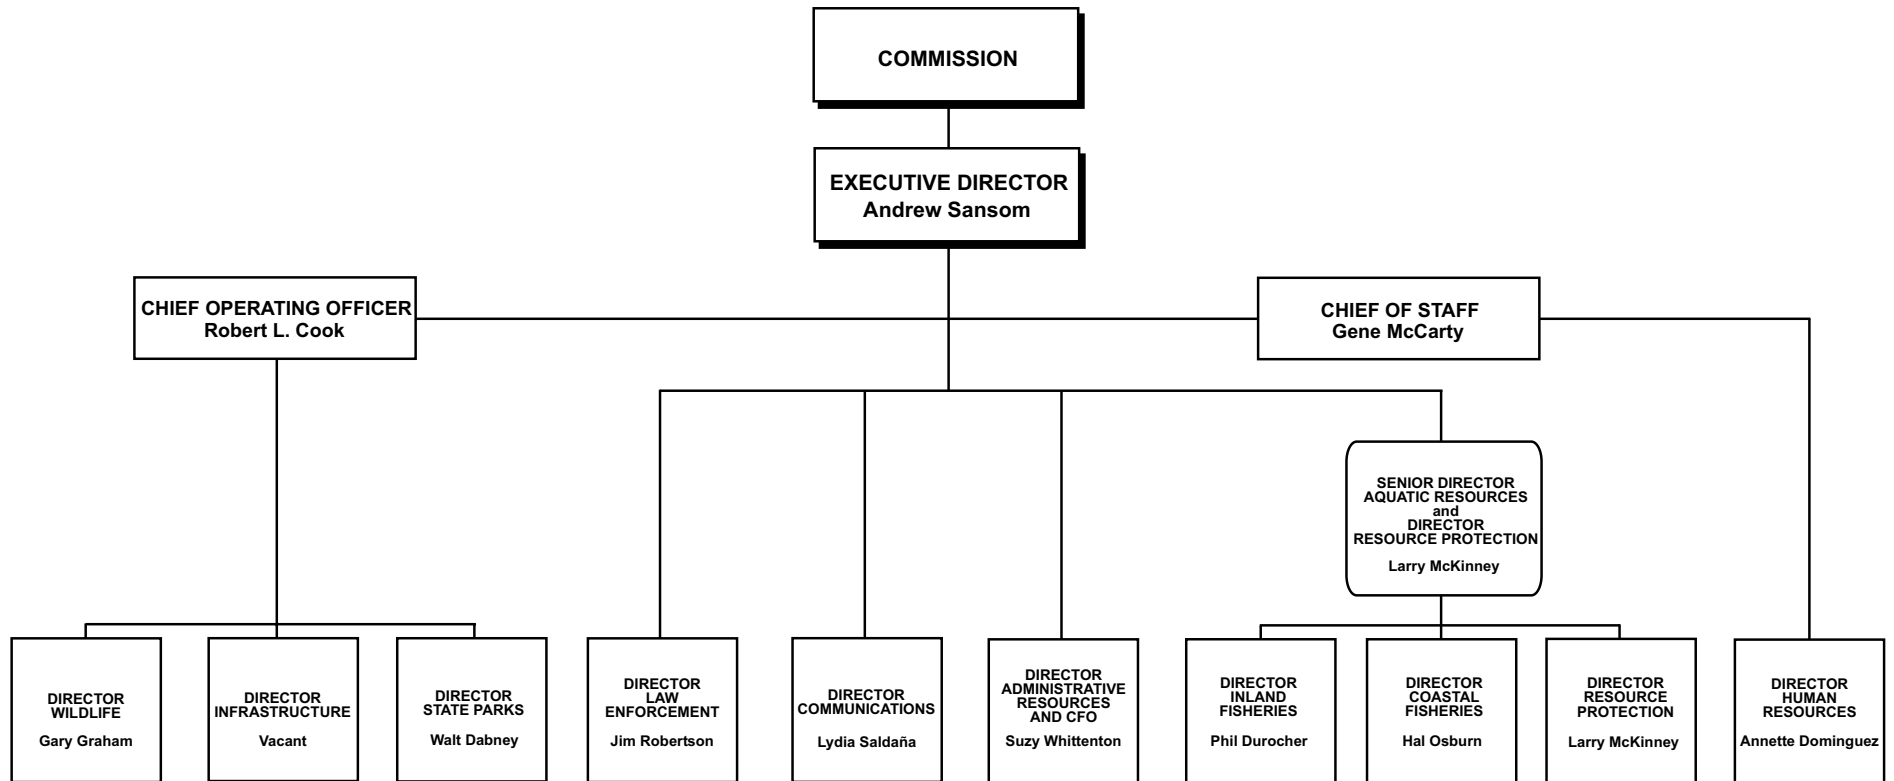 COMMISSION
EXECUTIVE DIRECTOR
Andrew Sansom
CHIEF OPERATING OFFICER
Robert L. Cook
CHIEF OF STAFF
Gene McCarty
SENIOR DIRECTOR
AQUATIC RESOURCES
and
DIRECTOR
RESOURCE PROTECTION
Larry McKinney
DIRECTOR
WILDLIFE
Gary Graham
DIRECTOR
INFRASTRUCTURE
Vacant
DIRECTOR
STATE PARKS
Walt Dabney
DIRECTOR
LAW
ENFORCEMENT
Jim Robertson
DIRECTOR
COMMUNICATIONS
Lydia Saldaña
DIRECTOR
ADMINISTRATIVE
RESOURCES
AND CFO
Suzy Whittenton
DIRECTOR
INLAND
FISHERIES
Phil Durocher
DIRECTOR
COASTAL
FISHERIES
Hal Osburn
DIRECTOR
RESOURCE
PROTECTION
Larry McKinney
DIRECTOR
HUMAN
RESOURCES
Annette Dominguez